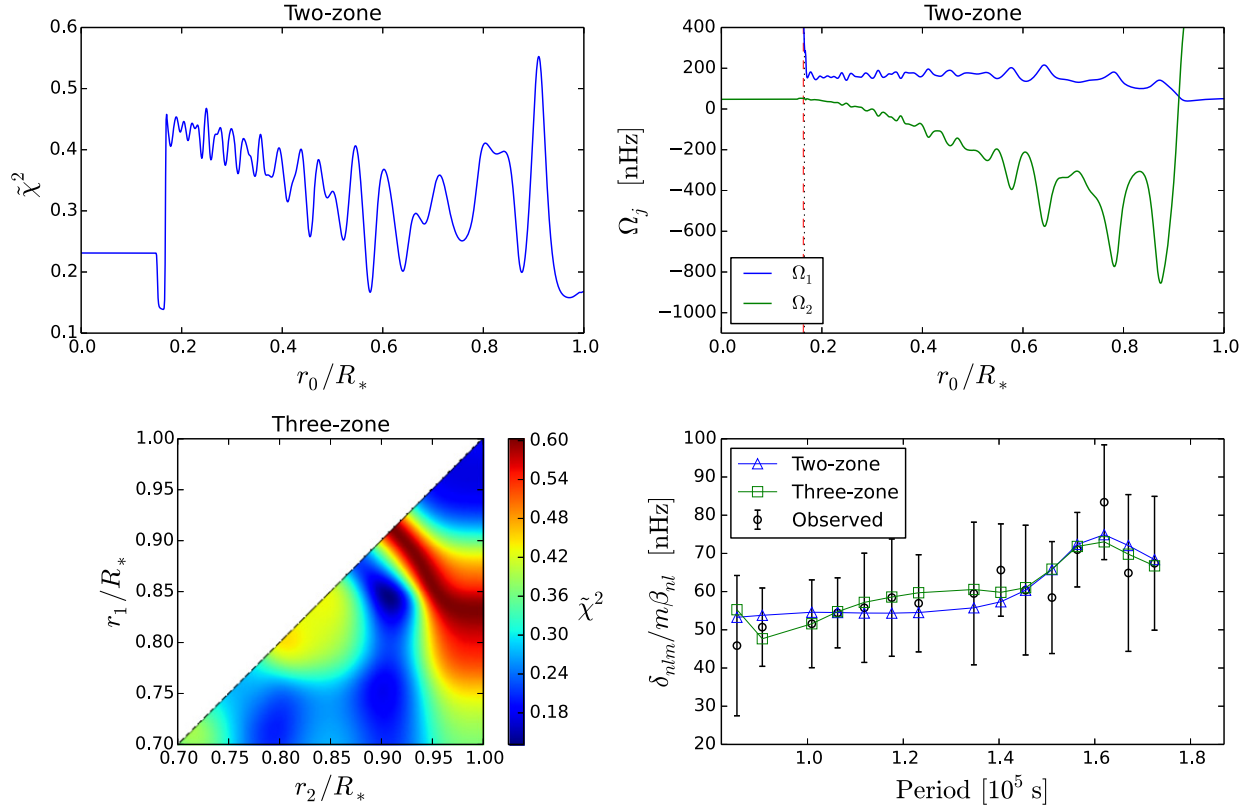 Two-zone
0.6
0.5
0.4
0.3
0.2
0.1
χ̃²
0.0 0.2 0.4 0.6 0.8 1.0
r₀/R∗
Two-zone
400
200
0
−200
−400
−600
−800
−1000
Ωⱼ [nHz]
Ω₁
Ω₂
0.0 0.2 0.4 0.6 0.8 1.0
r₀/R∗
Three-zone
1.00
0.95
0.90
0.85
0.80
0.75
0.70
r₁/R∗
0.70 0.75 0.80 0.85 0.90 0.95 1.00
r₂/R∗
0.60
0.54
0.48
0.42
0.36
0.30
0.24
0.18
χ̃²
100
90
80
70
60
50
40
30
20
δₙₗₘ/mβₙₗ [nHz]
Two-zone
Three-zone
Observed
1.0 1.2 1.4 1.6 1.8
Period [10⁵ s]